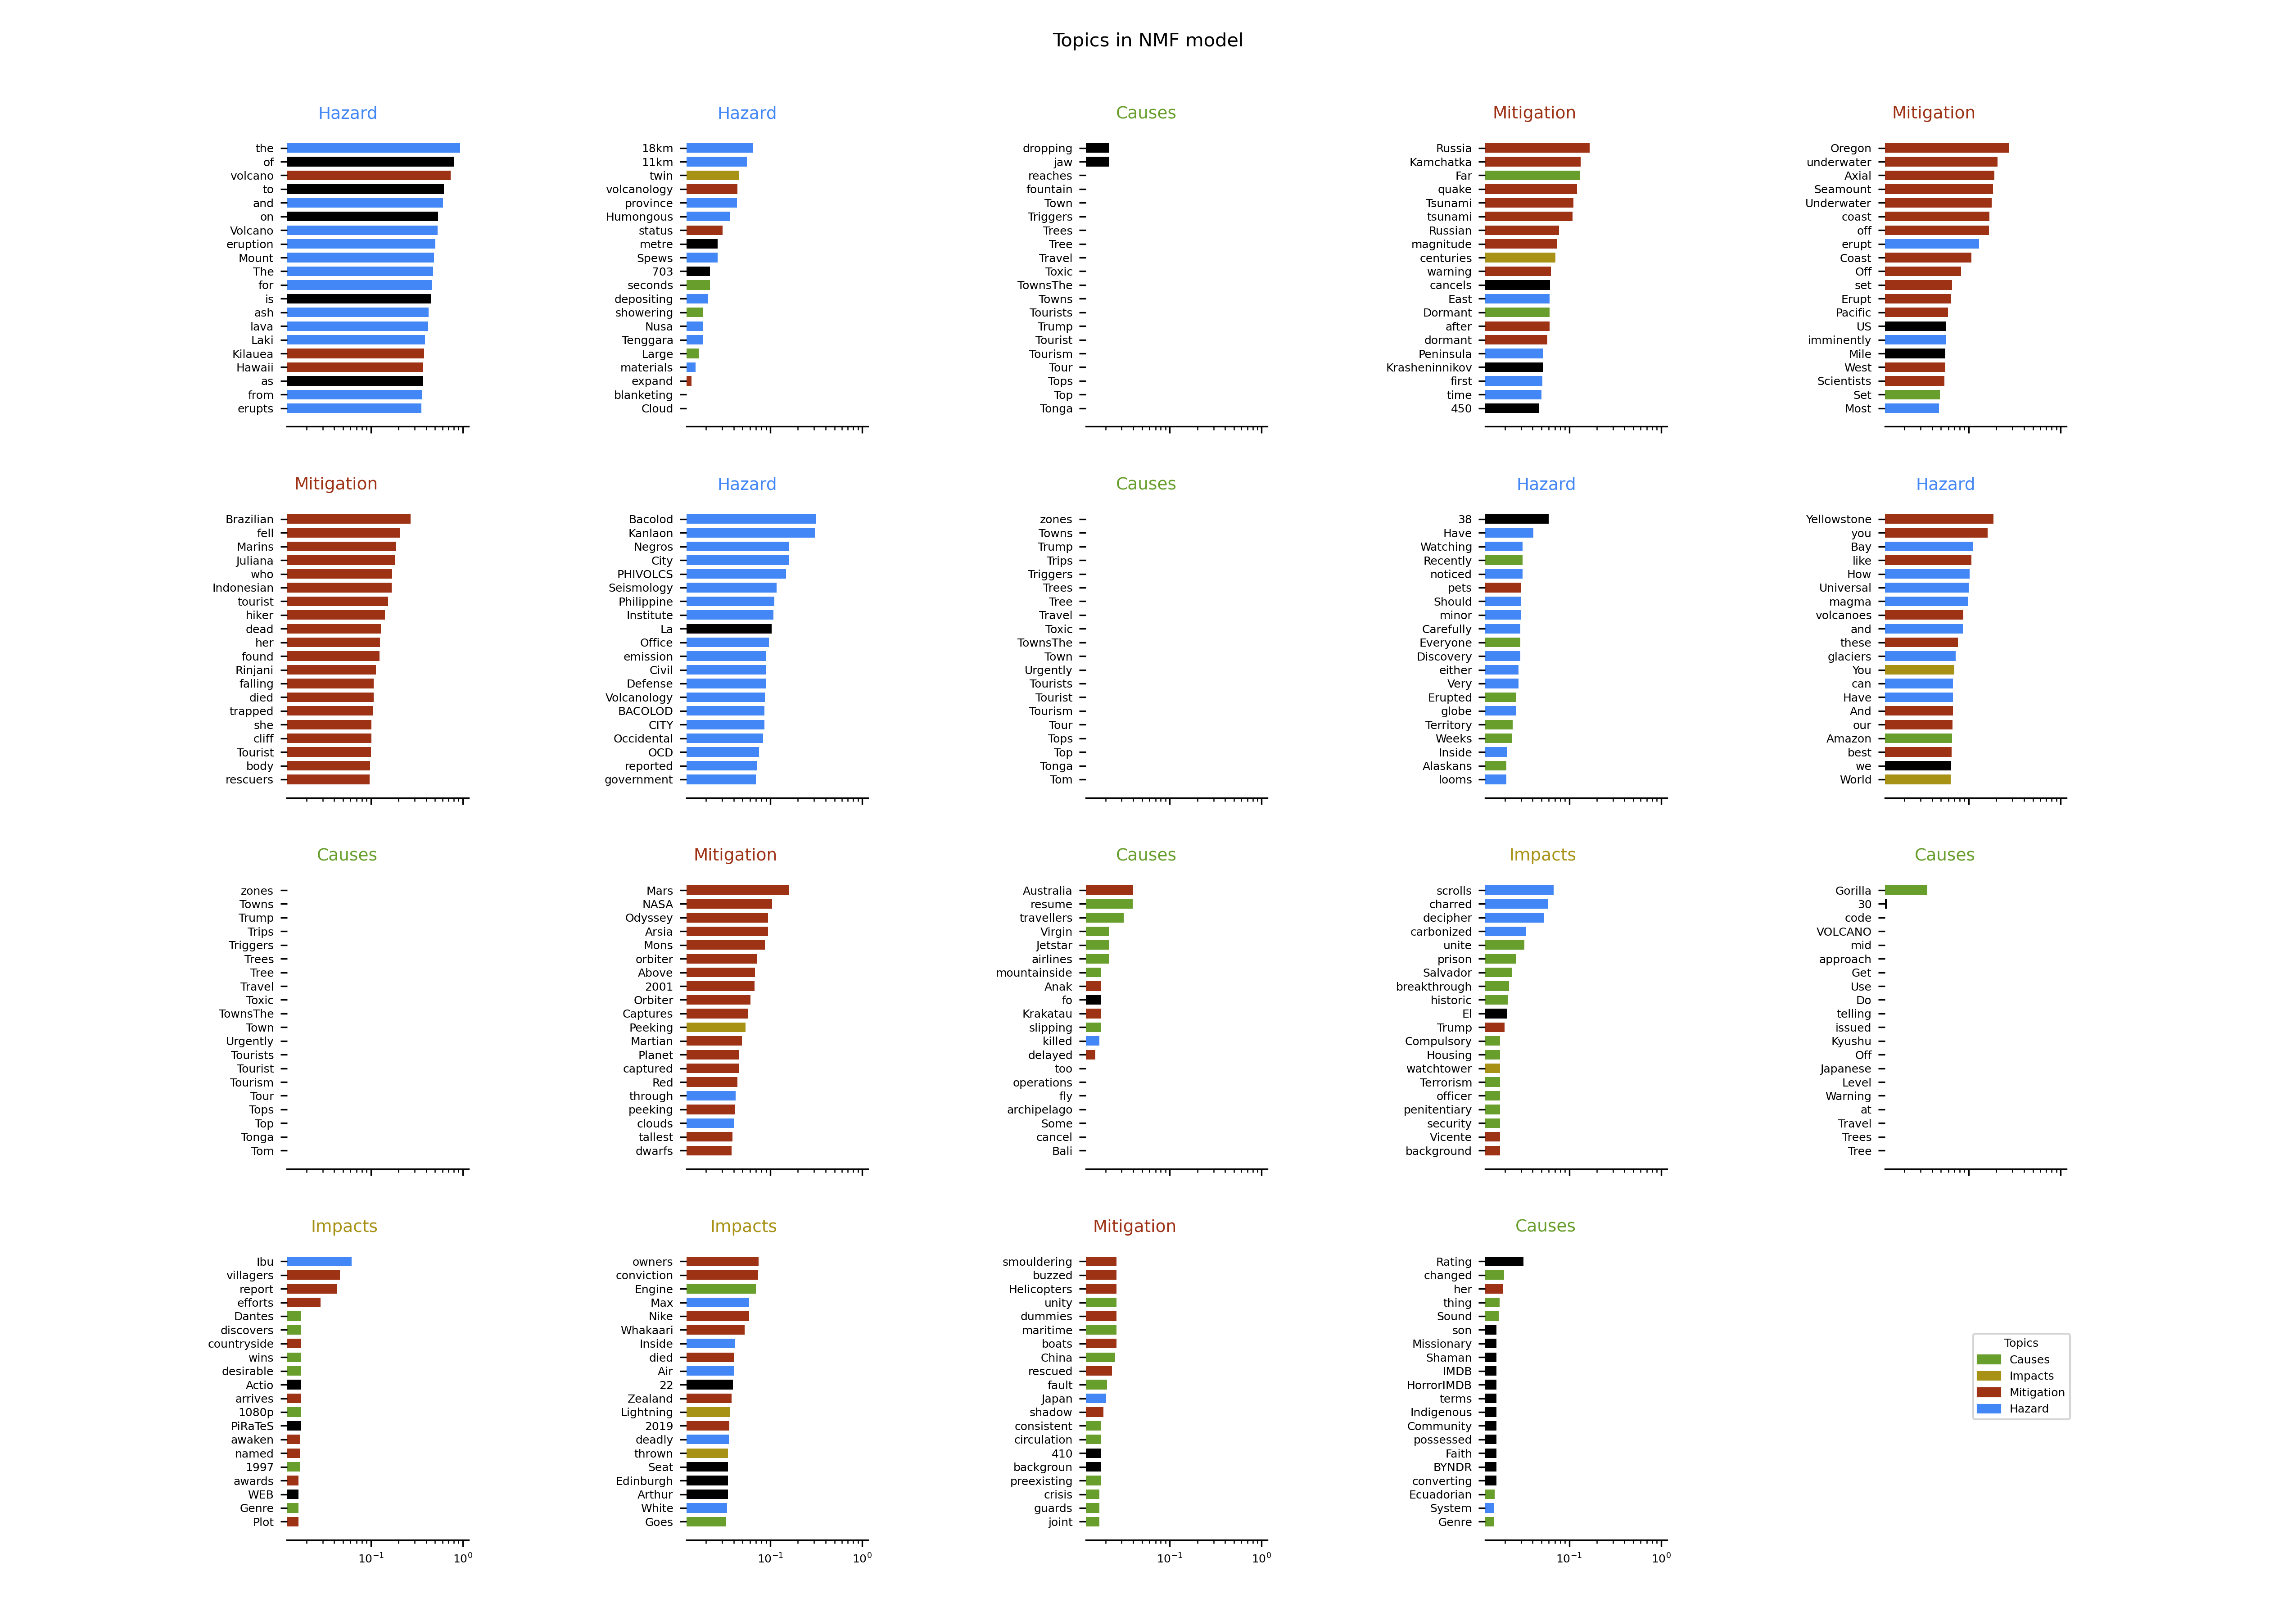 Topics in NMF model
Hazard
the
of
volcano
to
and
on
Volcano
eruption
Mount
The
for
is
ash
lava
Laki
Kilauea
Hawaii
as
from
erupts
Hazard
18km
11km
twin
volcanology
province
Humongous
status
metre
Spews
703
seconds
depositing
showering
Nusa
Tenggara
Large
materials
expand
blanketing
Cloud
Causes
dropping
jaw
reaches
fountain
Town
Triggers
Trees
Tree
Travel
Toxic
TownsThe
Towns
Tourists
Trump
Tourist
Tourism
Tour
Tops
Top
Tonga
Mitigation
Russia
Kamchatka
Far
quake
Tsunami
tsunami
Russian
magnitude
centuries
warning
cancels
East
Dormant
after
dormant
Peninsula
Krasheninnikov
first
time
450
Mitigation
Oregon
underwater
Axial
Seamount
Underwater
coast
off
erupt
Coast
Off
set
Erupt
Pacific
US
imminently
Mile
West
Scientists
Set
Most
Mitigation
Brazilian
fell
Marins
Juliana
who
Indonesian
tourist
hiker
dead
her
found
Rinjani
falling
died
trapped
she
cliff
Tourist
body
rescuers
Hazard
Bacolod
Kanlaon
Negros
City
PHIVOLCS
Seismology
Philippine
Institute
La
Office
emission
Civil
Defense
Volcanology
BACOLOD
CITY
Occidental
OCD
reported
government
Causes
zones
Towns
Trump
Trips
Triggers
Trees
Tree
Travel
Toxic
TownsThe
Town
Urgently
Tourists
Tourist
Tourism
Tour
Tops
Top
Tonga
Tom
Hazard
38
Have
Watching
Recently
noticed
pets
Should
minor
Carefully
Everyone
Discovery
either
Very
Erupted
globe
Territory
Weeks
Inside
Alaskans
looms
Hazard
Yellowstone
you
Bay
like
How
Universal
magma
volcanoes
and
these
glaciers
You
can
Have
And
our
Amazon
best
we
World
Causes
zones
Towns
Trump
Trips
Triggers
Trees
Tree
Travel
Toxic
TownsThe
Town
Urgently
Tourists
Tourist
Tourism
Tour
Tops
Top
Tonga
Tom
Mitigation
Mars
NASA
Odyssey
Arsia
Mons
orbiter
Above
2001
Orbiter
Captures
Peeking
Martian
Planet
captured
Red
through
peeking
clouds
tallest
dwarfs
Causes
Australia
resume
travellers
Virgin
Jetstar
airlines
mountainside
Anak
fo
Krakatau
slipping
killed
delayed
too
operations
fly
archipelago
Some
cancel
Bali
Impacts
scrolls
charred
decipher
carbonized
unite
prison
Salvador
breakthrough
historic
El
Trump
Compulsory
Housing
watchtower
Terrorism
officer
penitentiary
security
Vicente
background
Causes
Gorilla
30
code
VOLCANO
mid
approach
Get
Use
Do
telling
issued
Kyushu
Off
Japanese
Level
Warning
at
Travel
Trees
Tree
Impacts
Ibu
villagers
report
efforts
Dantes
discovers
countryside
wins
desirable
Actio
arrives
1080p
PiRaTeS
awaken
named
1997
awards
WEB
Genre
Plot
10⁻¹ 10⁰
Impacts
owners
conviction
Engine
Max
Nike
Whakaari
Inside
died
Air
22
Zealand
Lightning
2019
deadly
thrown
Seat
Edinburgh
Arthur
White
Goes
10⁻¹ 10⁰
Mitigation
smouldering
buzzed
Helicopters
unity
dummies
maritime
boats
China
rescued
fault
Japan
shadow
consistent
circulation
410
backgroun
preexisting
crisis
guards
joint
10⁻¹ 10⁰
Causes
Rating
changed
her
thing
Sound
son
Missionary
Shaman
IMDB
HorrorIMDB
terms
Indigenous
Community
possessed
Faith
BYNDR
converting
Ecuadorian
System
Genre
10⁻¹ 10⁰
Topics
Causes
Impacts
Mitigation
Hazard